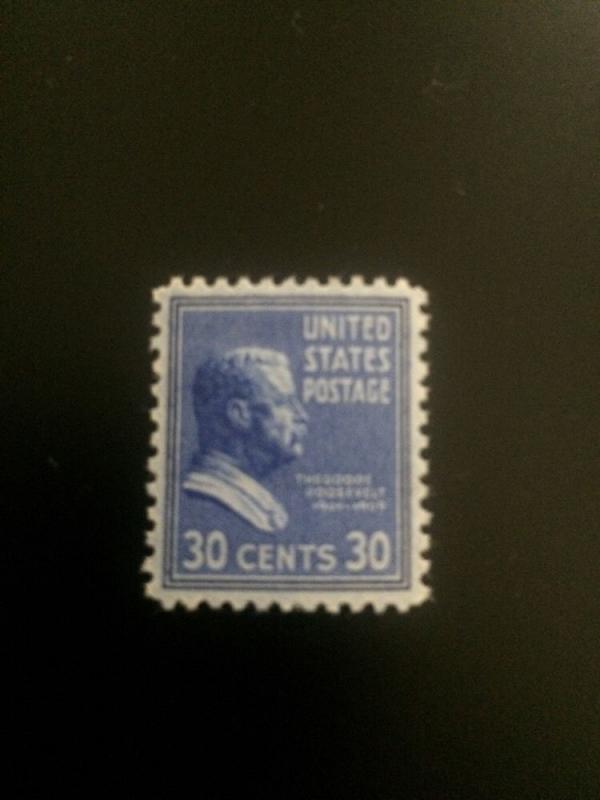 UNITED
STATES
POSTAGE
THEODORE
ROOSEVELT
30 CENTS 30